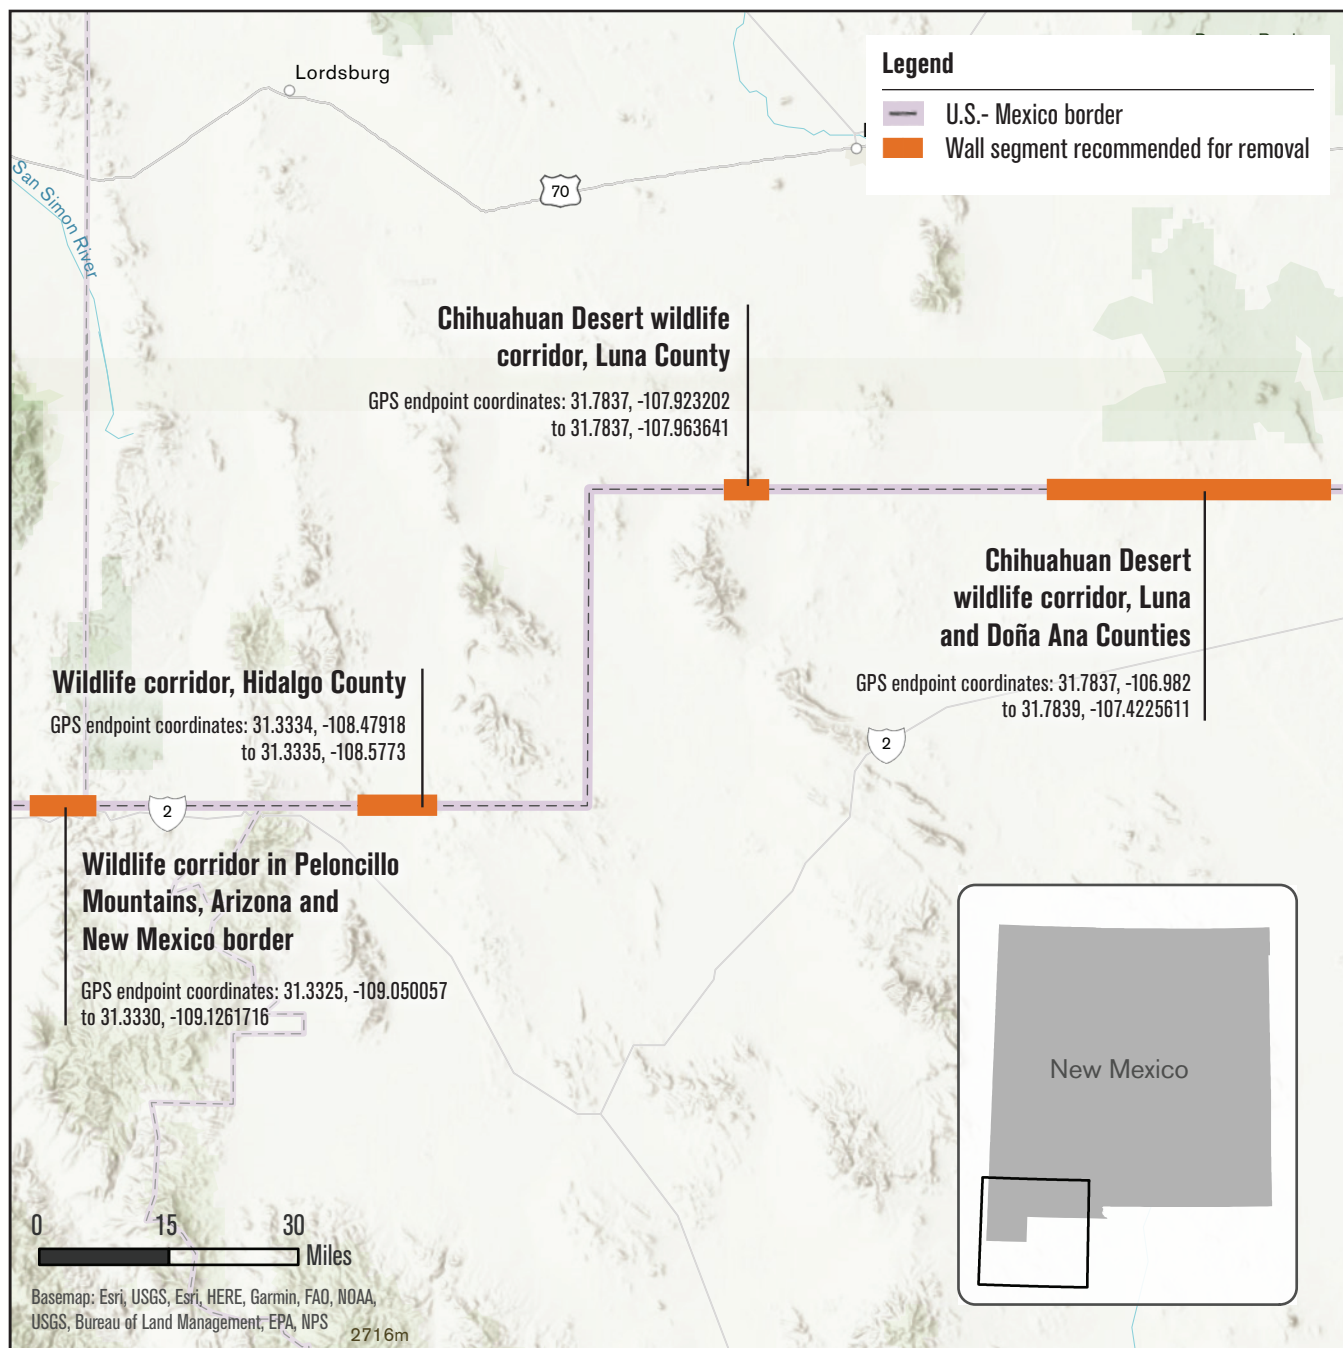 Lordsburg
San Simon River
70
Legend
U.S.- Mexico border
Wall segment recommended for removal
Chihuahuan Desert wildlife
corridor, Luna County
GPS endpoint coordinates: 31.7837, -107.923202
to 31.7837, -107.963641
Chihuahuan Desert
wildlife corridor, Luna
and Doña Ana Counties
GPS endpoint coordinates: 31.7837, -106.982
to 31.7839, -107.4225611
2
Wildlife corridor, Hidalgo County
GPS endpoint coordinates: 31.3334, -108.47918
to 31.3335, -108.5773
2
Wildlife corridor in Peloncillo
Mountains, Arizona and
New Mexico border
GPS endpoint coordinates: 31.3325, -109.050057
to 31.3330, -109.1261716
New Mexico
0 15 30
Miles
Basemap: Esri, USGS, Esri, HERE, Garmin, FAO, NOAA,
USGS, Bureau of Land Management, EPA, NPS
2716m